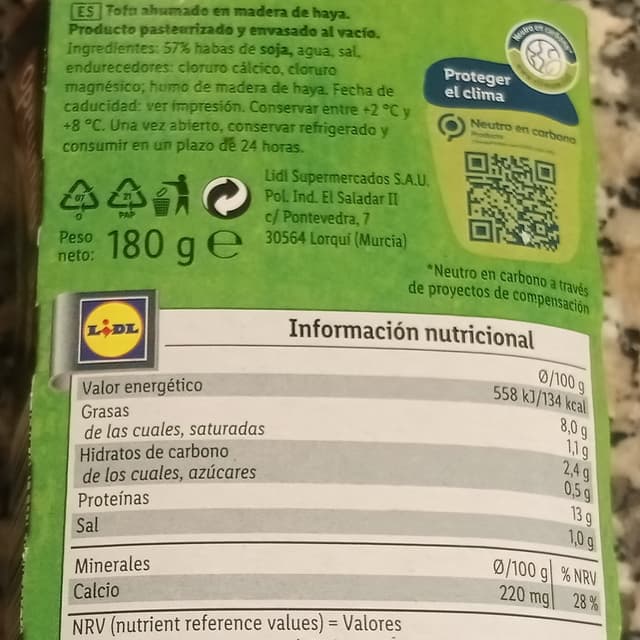 ES Tofu ahumado en madera de haya.
Producto pasteurizado y envasado al vacío.
Ingredientes: 57% habas de soja, agua, sal,
endurecedores: cloruro cálcico, cloruro
magnésico; humo de madera de haya. Fecha de
caducidad: ver impresión. Conservar entre +2 °C y
+8 °C. Una vez abierto, conservar refrigerado y
consumir en un plazo de 24 horas.
Proteger
el clima
Neutro en carbono
Producto
07
O
21
PAP
Lidl Supermercados S.A.U.
Pol. Ind. El Saladar II
c/ Pontevedra, 7
30564 Lorquí (Murcia)
Peso
neto: 180 g e
*Neutro en carbono a través
de proyectos de compensación
LIDL
Información nutricional
Ø/100 g
Valor energético 558 kJ/134 kcal
Grasas 8,0 g
de las cuales, saturadas 1,1 g
Hidratos de carbono 2,4 g
de los cuales, azúcares 0,5 g
Proteínas 13 g
Sal 1,0 g
Minerales Ø/100 g % NRV
Calcio 220 mg 28 %
NRV (nutrient reference values) = Valores